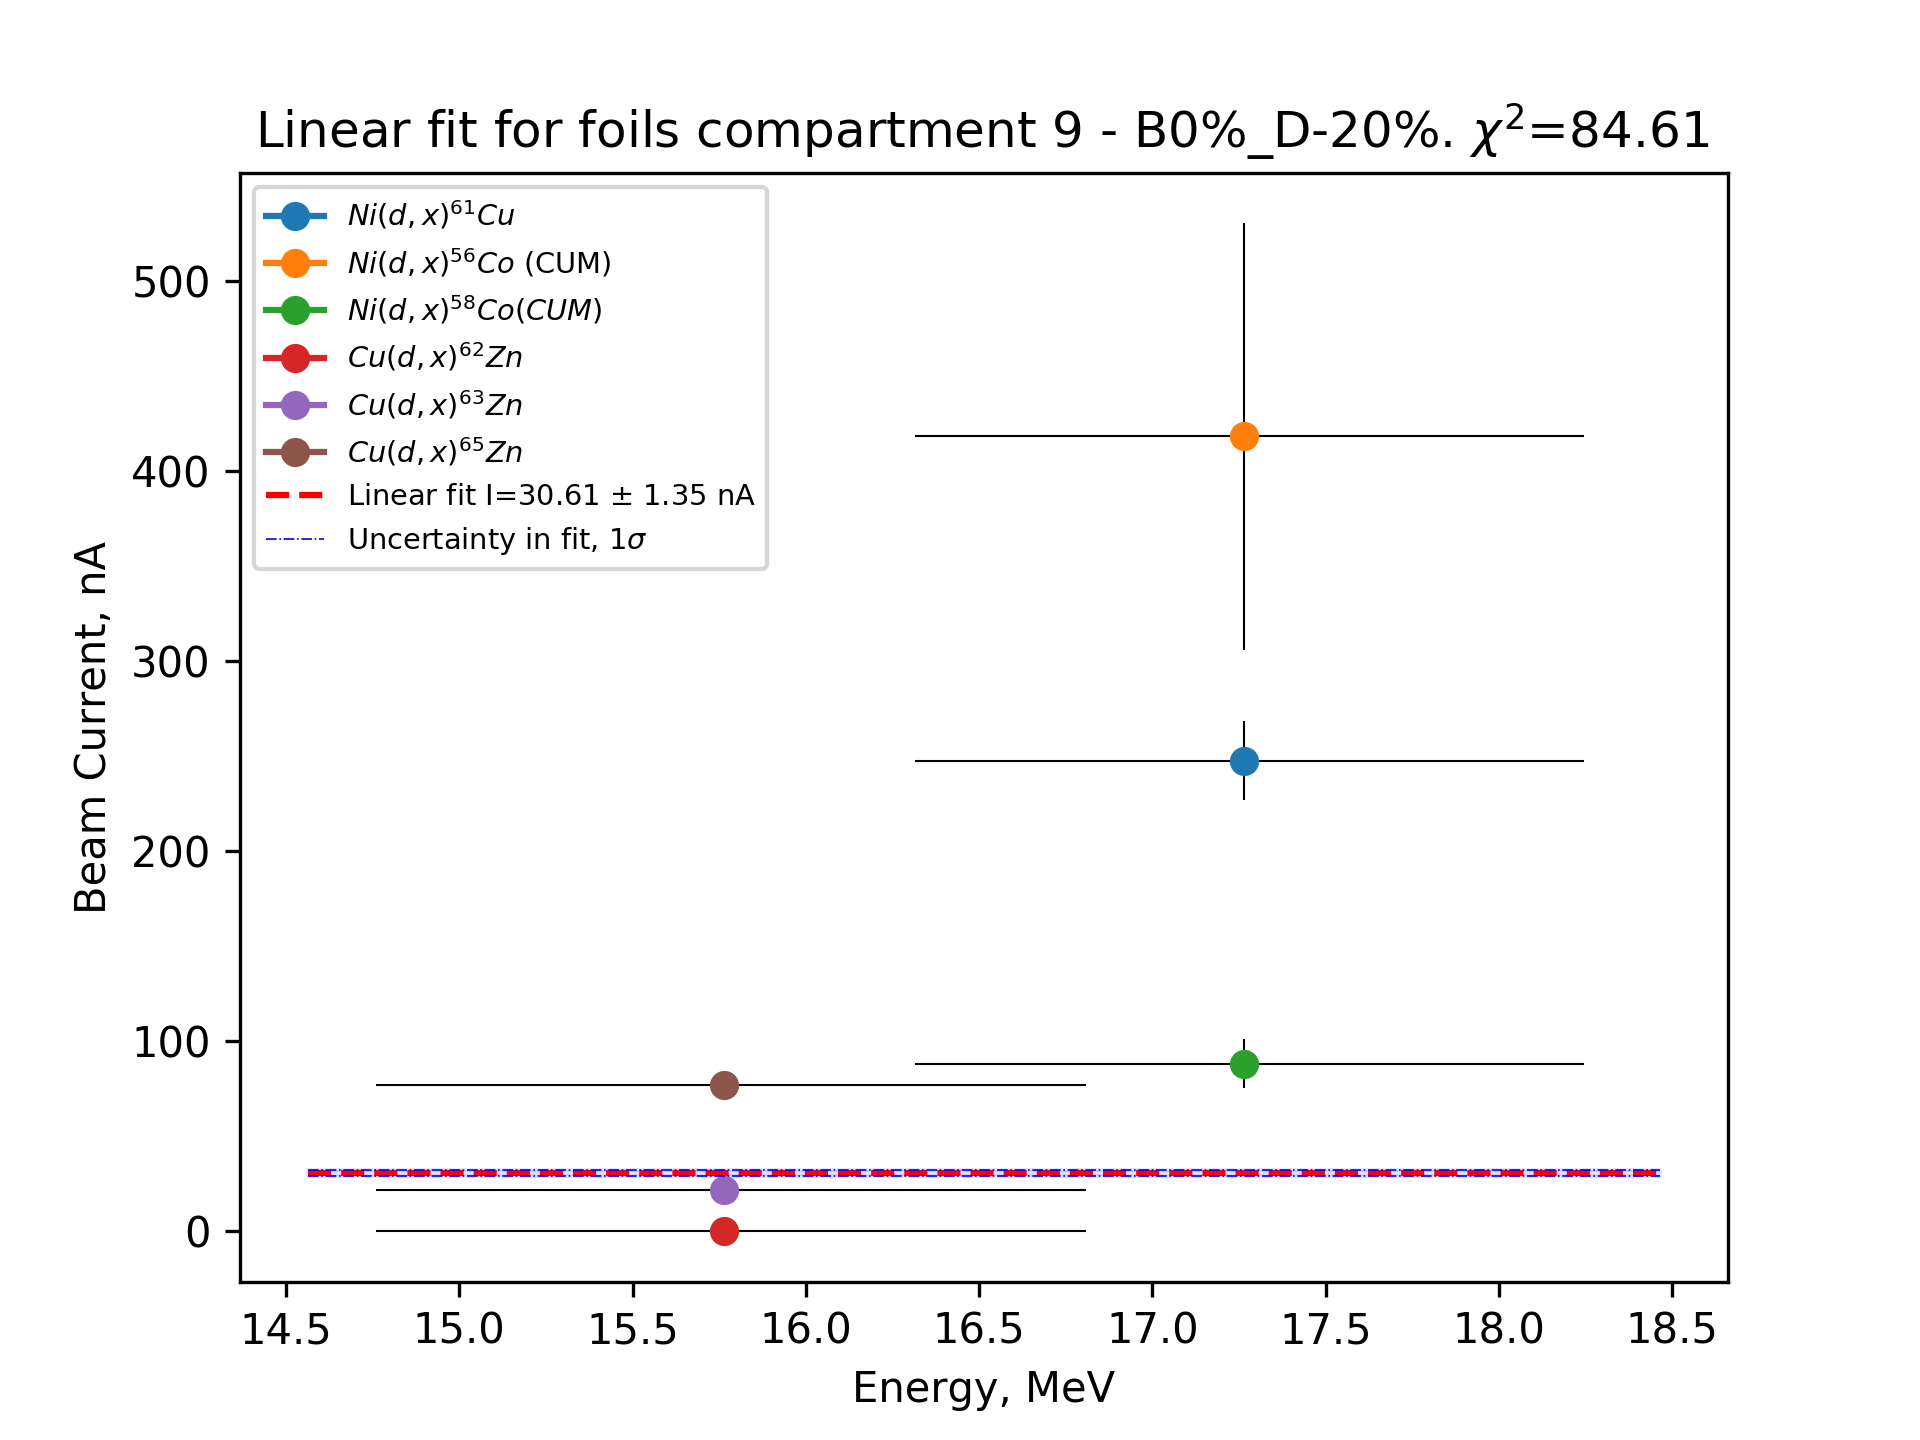 Linear fit for foils compartment 9 - B0%_D-20%. χ²=84.61
Ni(d, x)⁶¹Cu
Ni(d, x)⁵⁶Co (CUM)
Ni(d, x)⁵⁸Co(CUM)
Cu(d, x)⁶²Zn
Cu(d, x)⁶³Zn
Cu(d, x)⁶⁵Zn
Linear fit I=30.61 ± 1.35 nA
Uncertainty in fit, 1σ
Beam Current, nA
500
400
300
200
100
0
14.5 15.0 15.5 16.0 16.5 17.0 17.5 18.0 18.5
Energy, MeV